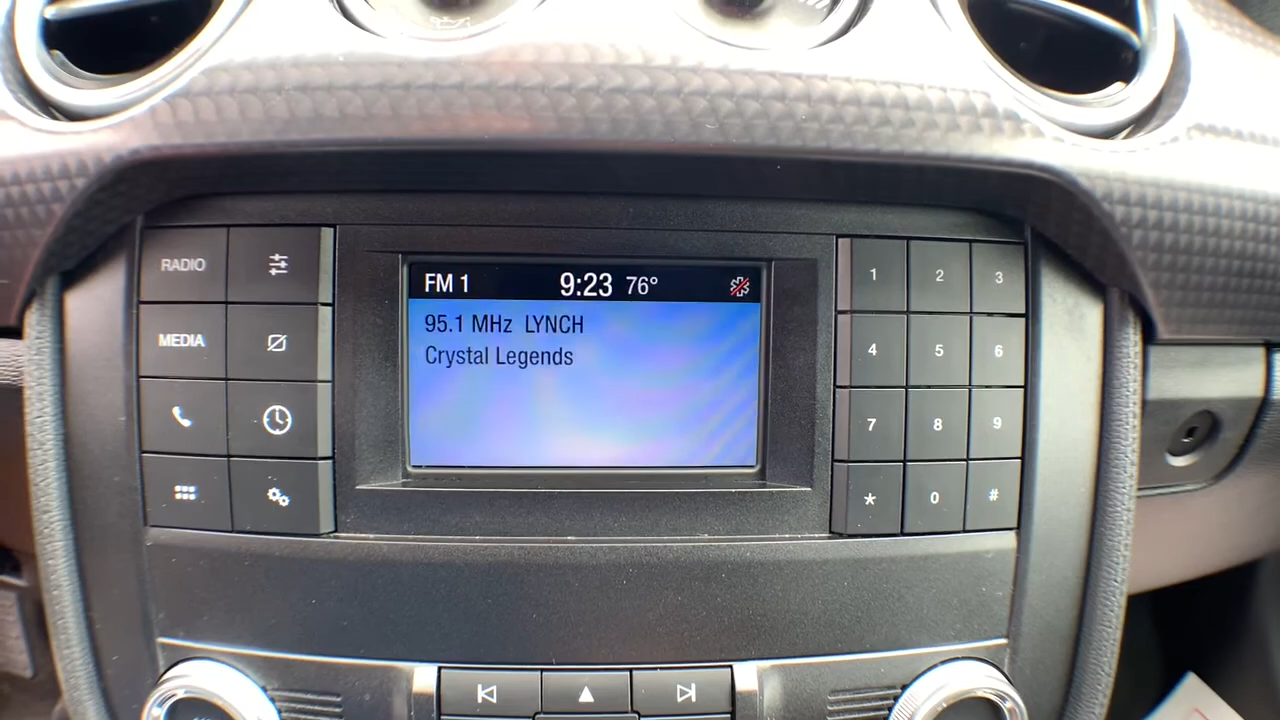 FM 1 9:23 76°
95.1 MHz LYNCH
Crystal Legends
RADIO
MEDIA
1 2 3
4 5 6
7 8 9
* 0 #